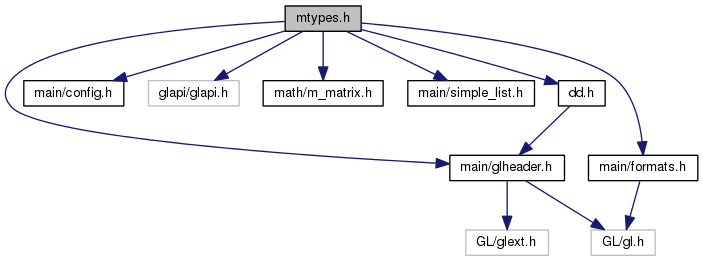 mtypes.h
main/config.h
glapi/glapi.h
math/m_matrix.h
main/simple_list.h
dd.h
main/glheader.h
main/formats.h
GL/glext.h
GL/gl.h